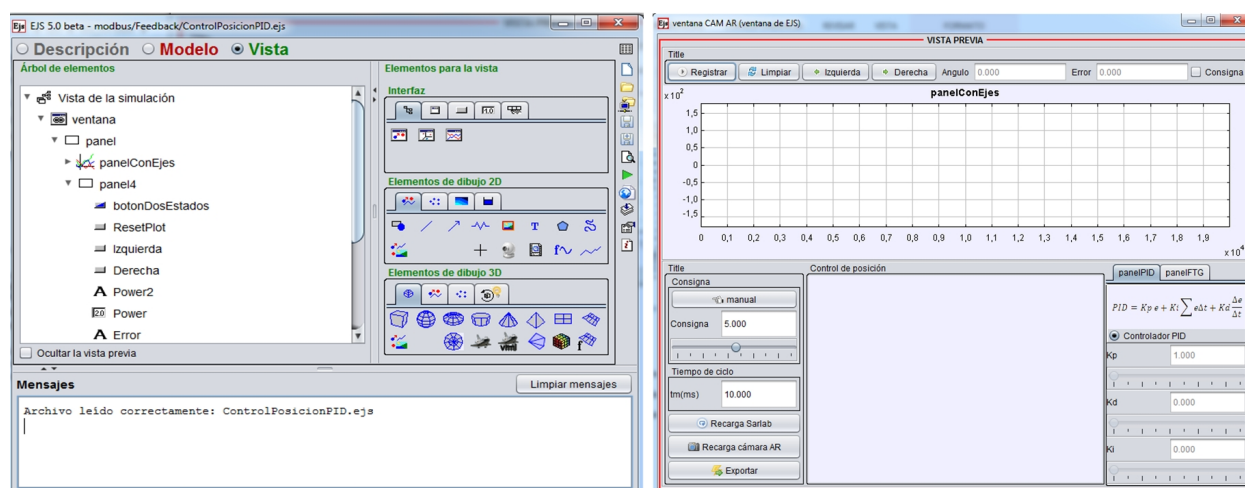 EJS 5.0 beta - modbus/Feedback/ControlPosicionPID.ejs
Descripción Modelo Vista
Árbol de elementos
Vista de la simulación
ventana
panel
panelConEjes
panel4
botonDosEstados
ResetPlot
Izquierda
Derecha
A Power2
Power
A Error
Ocultar la vista previa
Elementos para la vista
Interfaz
Elementos de dibujo 2D
Elementos de dibujo 3D
Mensajes
Limpiar mensajes
Archivo leído correctamente: ControlPosicionPID.ejs
ventana CAM AR (ventana de EJS)
VISTA PREVIA
Title
Registrar Limpiar Izquierda Derecha Angulo 0.000 Error 0.000 Consigna
x 10²
panelConEjes
1,5
1,0
0,5
0
-0,5
-1,0
-1,5
0 0,1 0,2 0,3 0,4 0,5 0,6 0,7 0,8 0,9 1,0 1,1 1,2 1,3 1,4 1,5 1,6 1,7 1,8 1,9
x 10⁴
Title
Consigna
manual
Consigna 5.000
Tiempo de ciclo
tm(ms) 10.000
Recarga Sarlab
Recarga cámara AR
Exportar
Control de posición
panelPID panelFTG
PID = Kp e + Ki ∑ eΔt + Kd Δe/Δt
Controlador PID
Kp 1.000
Kd 0.000
Ki 0.000